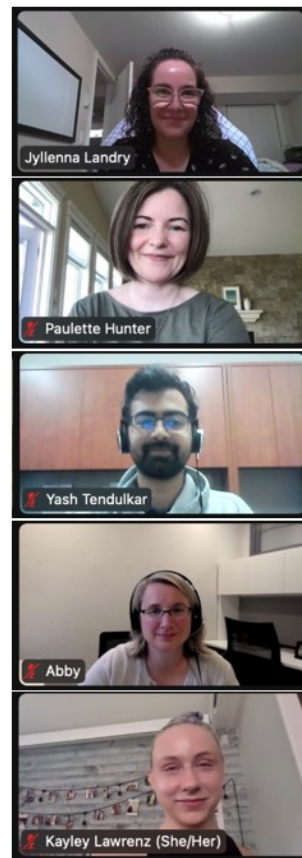 Jyllenna Landry
Paulette Hunter
Yash Tendulkar
Abby
Kayley Lawrenz (She/Her)